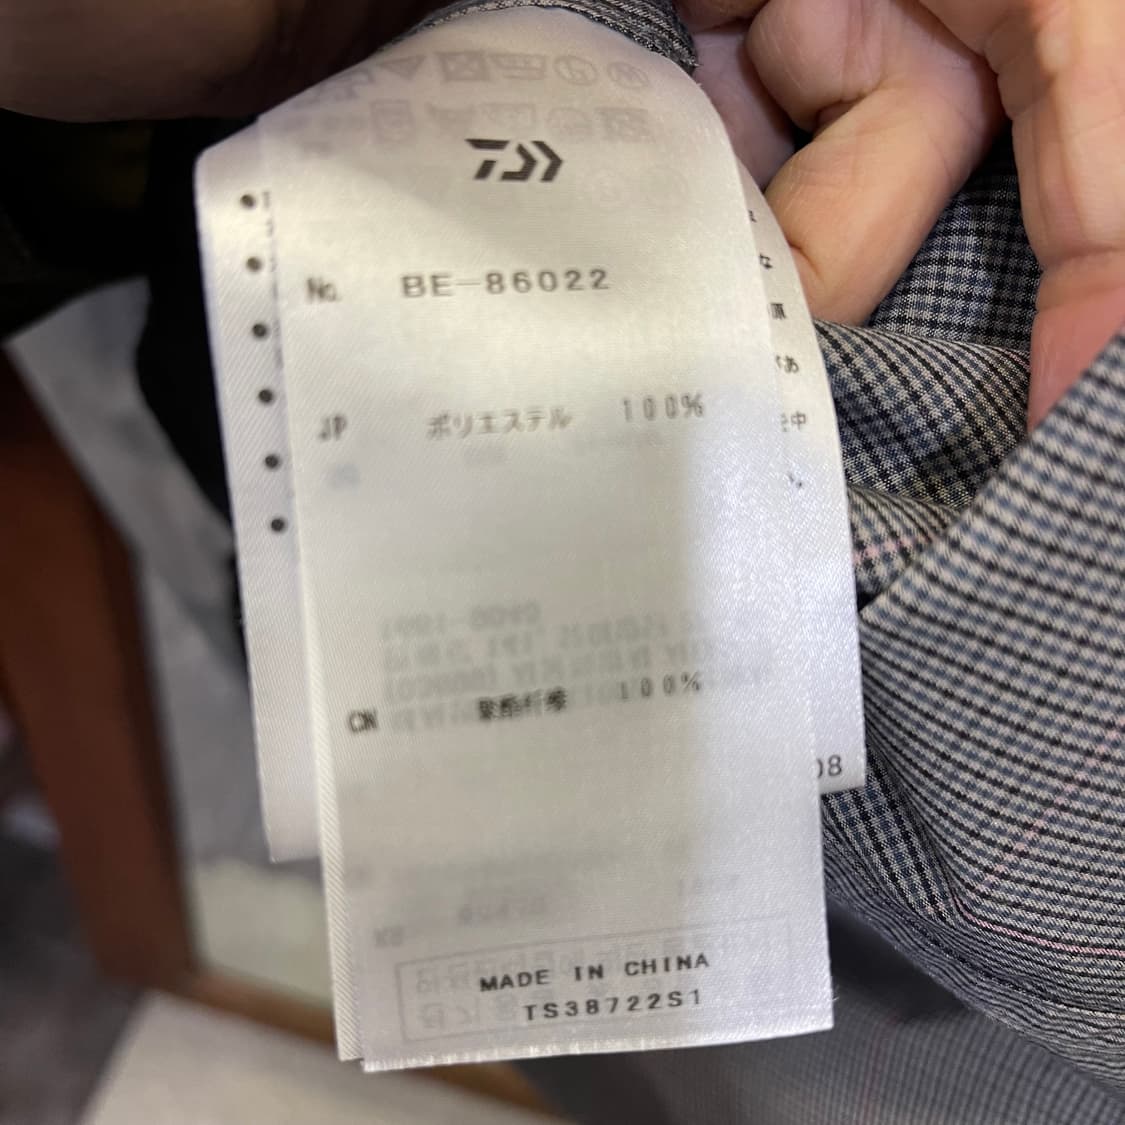 No. BE-86022
JP ポリエステル 100%
CN 聚酯纤维 100%
08
MADE IN CHINA
TS38722S1